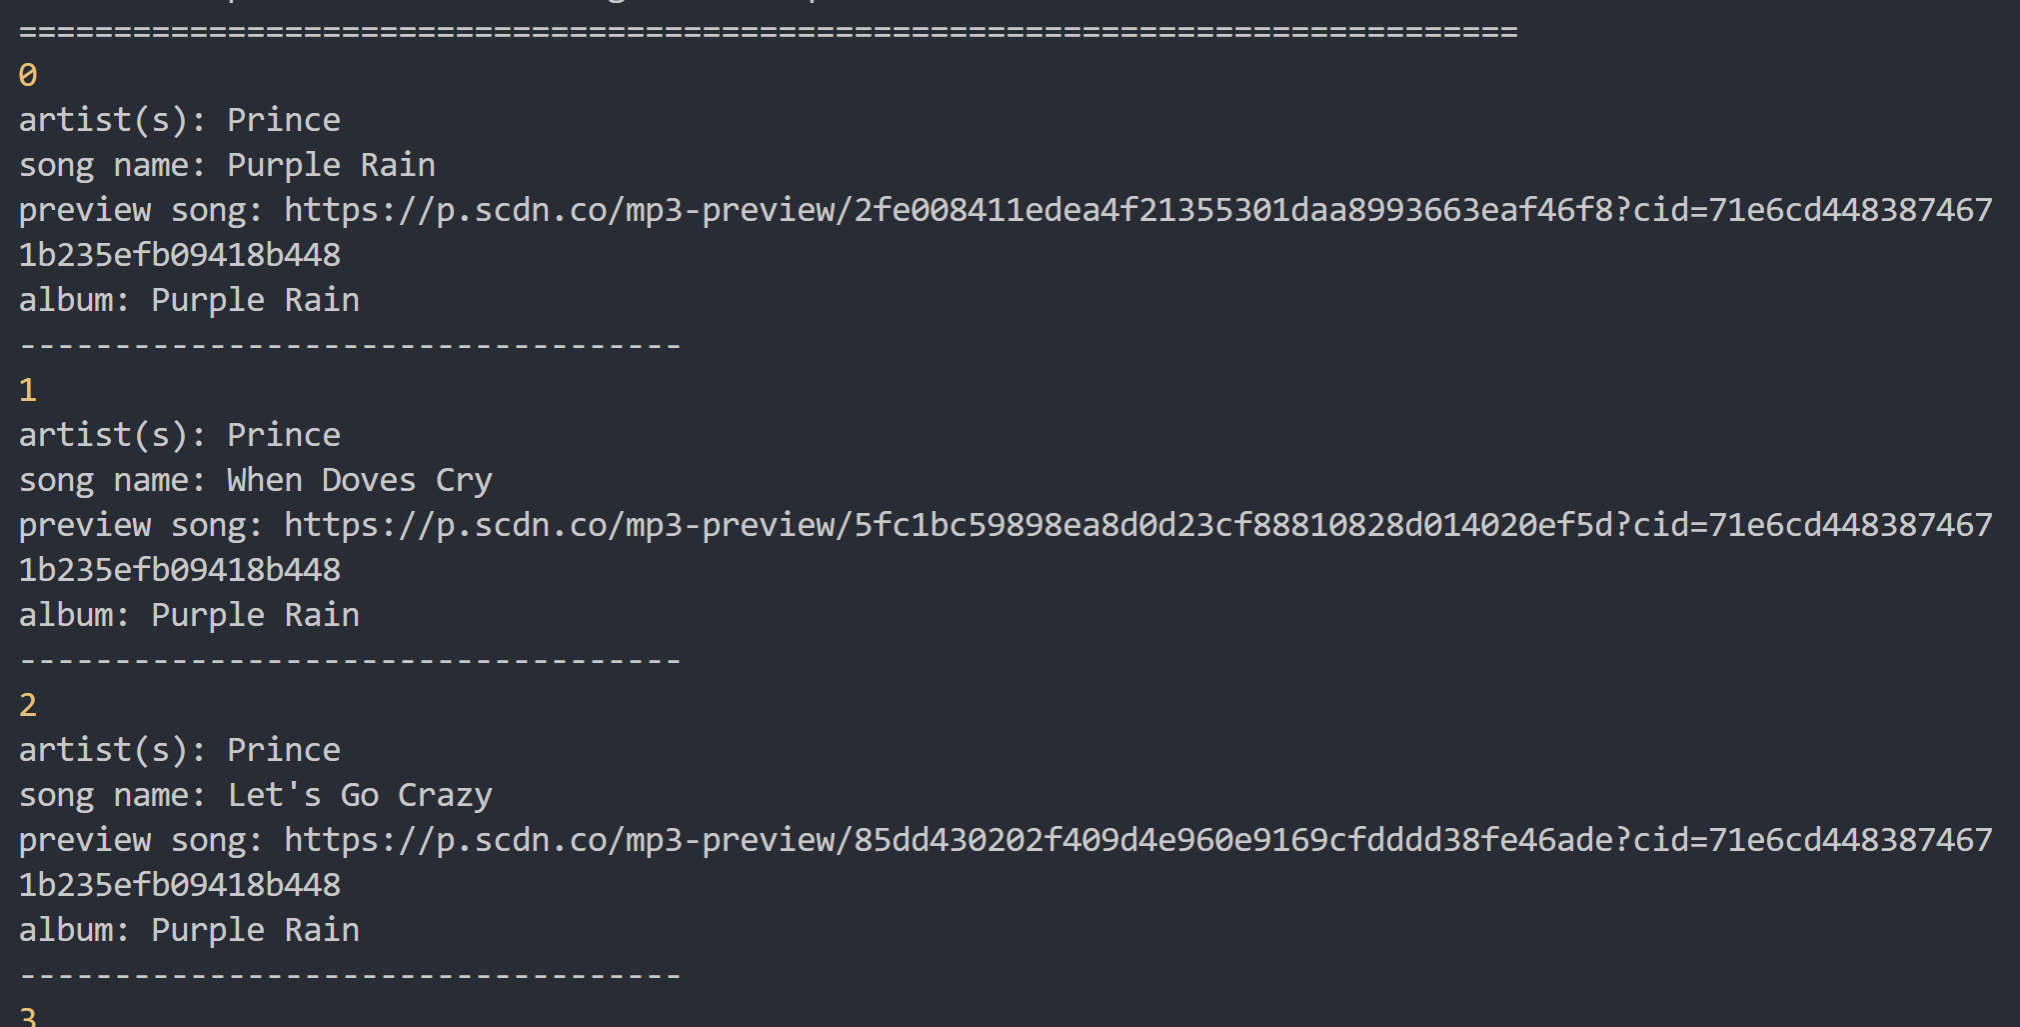 ================================================================================
0
artist(s): Prince
song name: Purple Rain
preview song: https://p.scdn.co/mp3-preview/2fe008411edea4f21355301daa8993663eaf46f8?cid=71e6cd448387467
1b235efb09418b448
album: Purple Rain
-----------------------------------
1
artist(s): Prince
song name: When Doves Cry
preview song: https://p.scdn.co/mp3-preview/5fc1bc59898ea8d0d23cf88810828d014020ef5d?cid=71e6cd448387467
1b235efb09418b448
album: Purple Rain
-----------------------------------
2
artist(s): Prince
song name: Let's Go Crazy
preview song: https://p.scdn.co/mp3-preview/85dd430202f409d4e960e9169cfdddd38fe46ade?cid=71e6cd448387467
1b235efb09418b448
album: Purple Rain
-----------------------------------
3